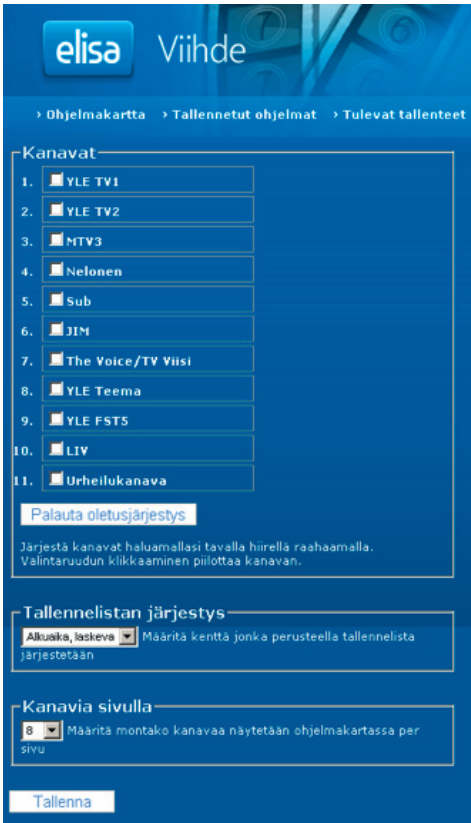 elisa Viihde
› Ohjelmakartta › Tallennetut ohjelmat › Tulevat tallenteet
Kanavat
1. YLE TV1
2. YLE TV2
3. MTV3
4. Nelonen
5. Sub
6. JIM
7. The Voice/TV Viisi
8. YLE Teema
9. YLE FST5
10. LIV
11. Urheilukanava
Palauta oletusjärjestys
Järjestä kanavat haluamallasi tavalla hiirellä raahaamalla.
Valintaruudun klikkaaminen piilottaa kanavan.
Tallennelistan järjestys
Alkuaika, laskeva Määritä kenttä jonka perusteella tallennelista
järjestetään
Kanavia sivulla
8 Määritä montako kanavaa näytetään ohjelmakartassa per
sivu
Tallenna